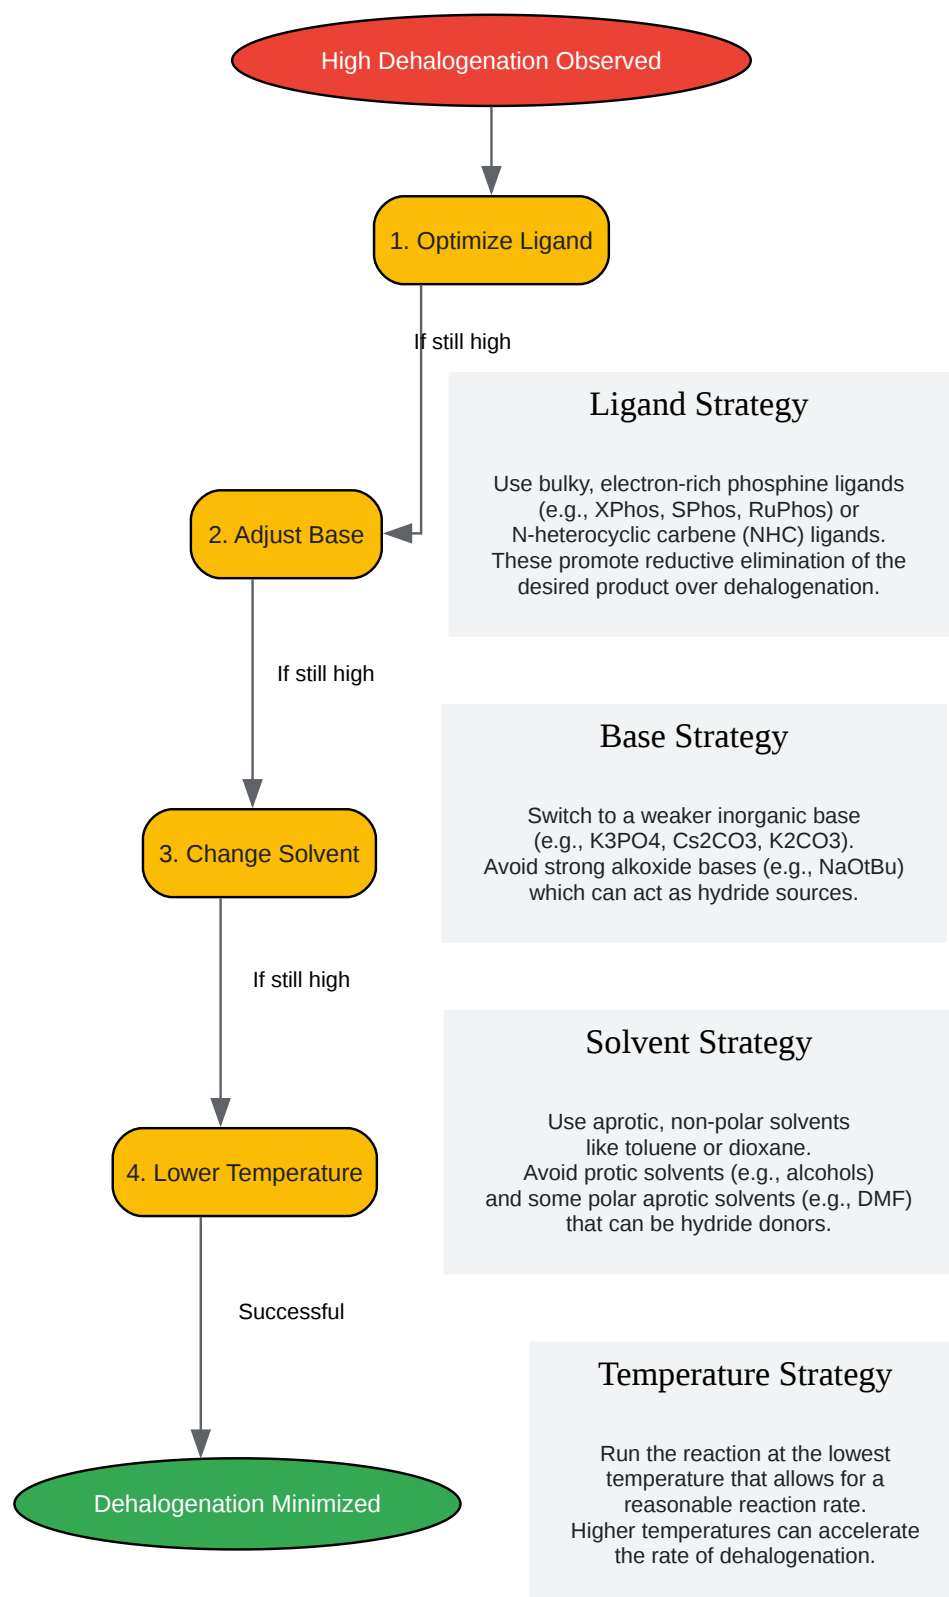 High Dehalogenation Observed
1. Optimize Ligand
If still high
Ligand Strategy
Use bulky, electron-rich phosphine ligands
(e.g., XPhos, SPhos, RuPhos) or
N-heterocyclic carbene (NHC) ligands.
These promote reductive elimination of the
desired product over dehalogenation.
2. Adjust Base
If still high
Base Strategy
Switch to a weaker inorganic base
(e.g., K3PO4, Cs2CO3, K2CO3).
Avoid strong alkoxide bases (e.g., NaOtBu)
which can act as hydride sources.
3. Change Solvent
If still high
Solvent Strategy
Use aprotic, non-polar solvents
like toluene or dioxane.
Avoid protic solvents (e.g., alcohols)
and some polar aprotic solvents (e.g., DMF)
that can be hydride donors.
4. Lower Temperature
Successful
Temperature Strategy
Run the reaction at the lowest
temperature that allows for a
reasonable reaction rate.
Higher temperatures can accelerate
the rate of dehalogenation.
Dehalogenation Minimized